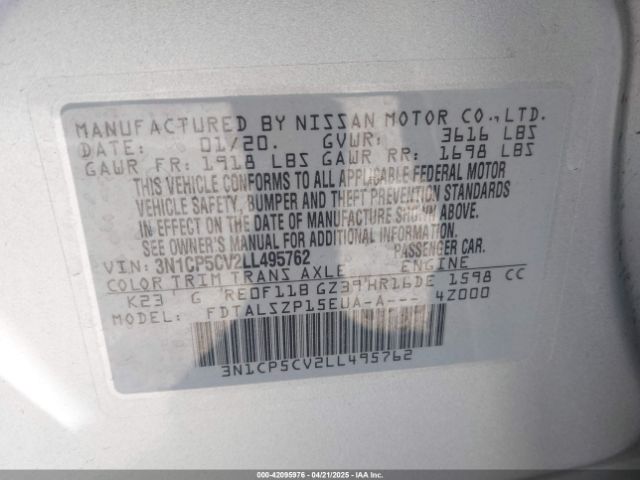 MANUFACTURED BY NISSAN MOTOR CO.,LTD.
DATE: 01/20. GVWR: 3616 LBS
GAWR FR: 1918 LBS GAWR RR: 1698 LBS
THIS VEHICLE CONFORMS TO ALL APPLICABLE FEDERAL MOTOR
VEHICLE SAFETY, BUMPER AND THEFT PREVENTION STANDARDS
IN EFFECT ON THE DATE OF MANUFACTURE SHOWN ABOVE.
SEE OWNER'S MANUAL FOR ADDITIONAL INFORMATION.
VIN: 3N1CP5CV2LL495762 PASSENGER CAR.
COLOR TRIM TRANS AXLE ENGINE
K23 G RE0F11B GZ39 HR16DE 1598 CC
MODEL: FDTALSZP15EUA-A--- 4Z000
3N1CP5CV2LL495762
000-42095976 - 04/21/2025 - IAA Inc.